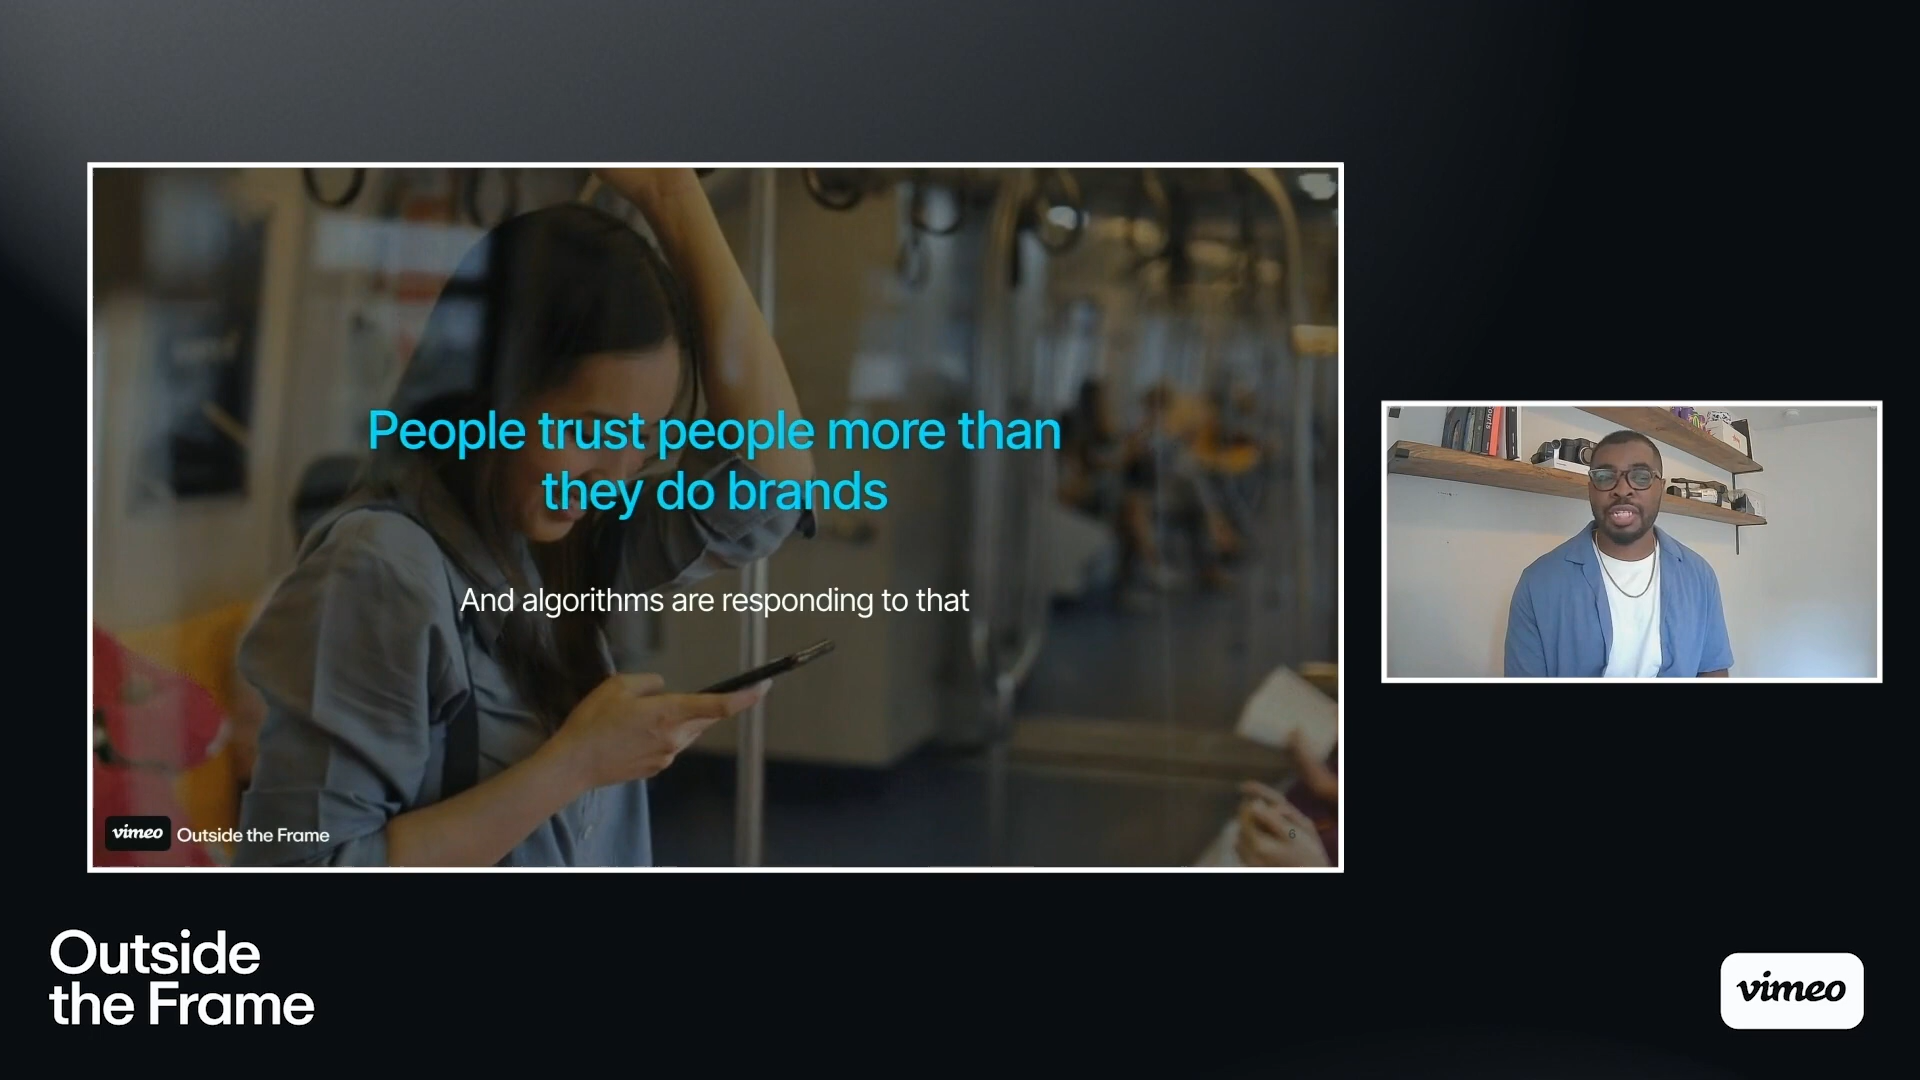 People trust people more than
they do brands
And algorithms are responding to that
vimeo Outside the Frame
6
Outside
the Frame
vimeo